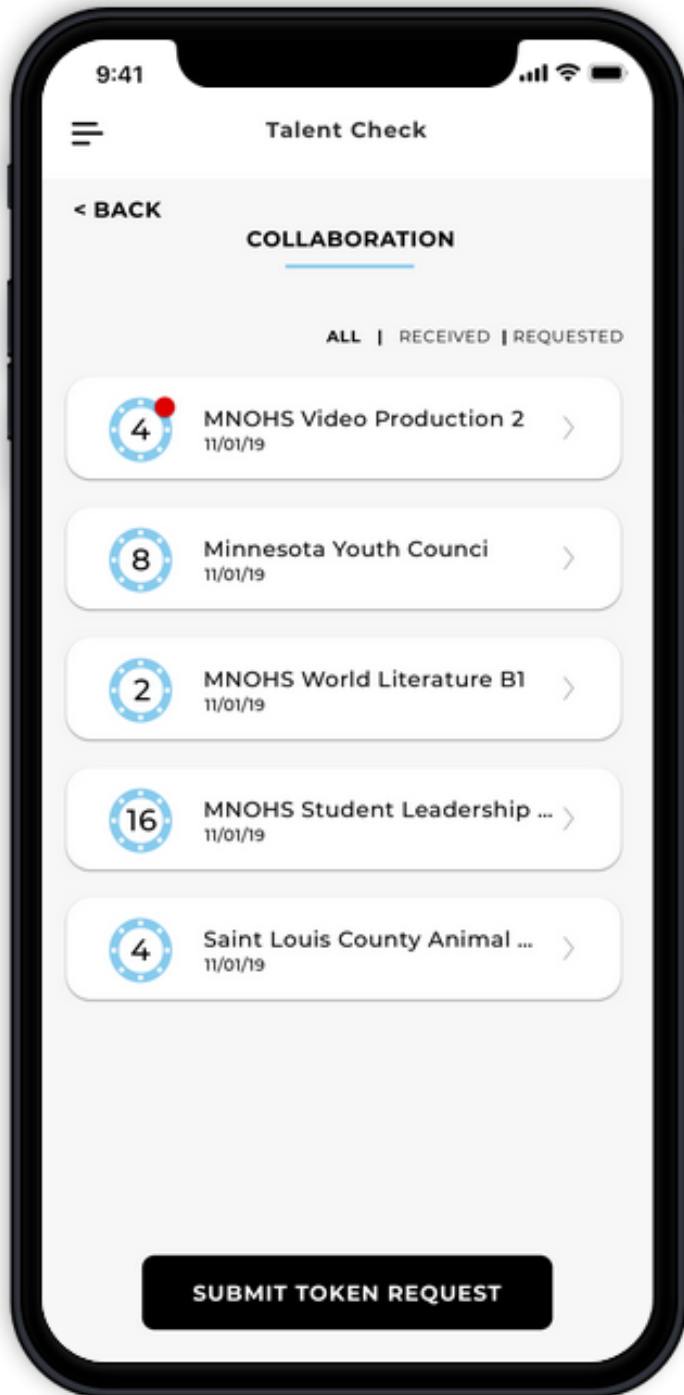 9:41
Talent Check
< BACK
COLLABORATION
ALL | RECEIVED | REQUESTED
4
MNOHS Video Production 2
11/01/19
8
Minnesota Youth Counci
11/01/19
2
MNOHS World Literature B1
11/01/19
16
MNOHS Student Leadership ...
11/01/19
4
Saint Louis County Animal ...
11/01/19
SUBMIT TOKEN REQUEST